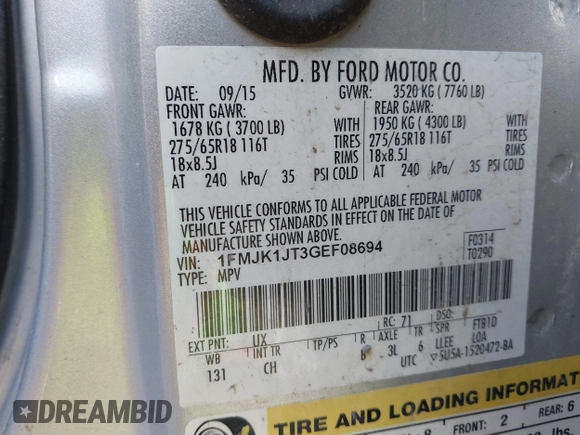 MFD. BY FORD MOTOR CO.
DATE: 09/15 GVWR: 3520 KG (7760 LB)
FRONT GAWR: REAR GAWR:
1678 KG (3700 LB) WITH 1950 KG (4300 LB) WITH
275/65R18 116T TIRES 275/65R18 116T TIRES
18x8.5J RIMS 18x8.5J RIMS
AT 240 kPa/ 35 PSI COLD AT 240 kPa/ 35 PSI COLD
THIS VEHICLE CONFORMS TO ALL APPLICABLE FEDERAL MOTOR
VEHICLE SAFETY STANDARDS IN EFFECT ON THE DATE OF
MANUFACTURE SHOWN ABOVE.
VIN: 1FMJK1JT3GEF08694 F0314
TYPE: MPV T0290
RC: 71 DSO:
EXT PNT: UX
WB INT TR TP/PS R AXLE TR SPR FTB1D
131 CH 3L 6 LLEE LOA
UTC 5U5A-1520472-BA
TIRE AND LOADING INFORMAT
8 FRONT: 2 REAR: 6
lbs.
DREAMBID